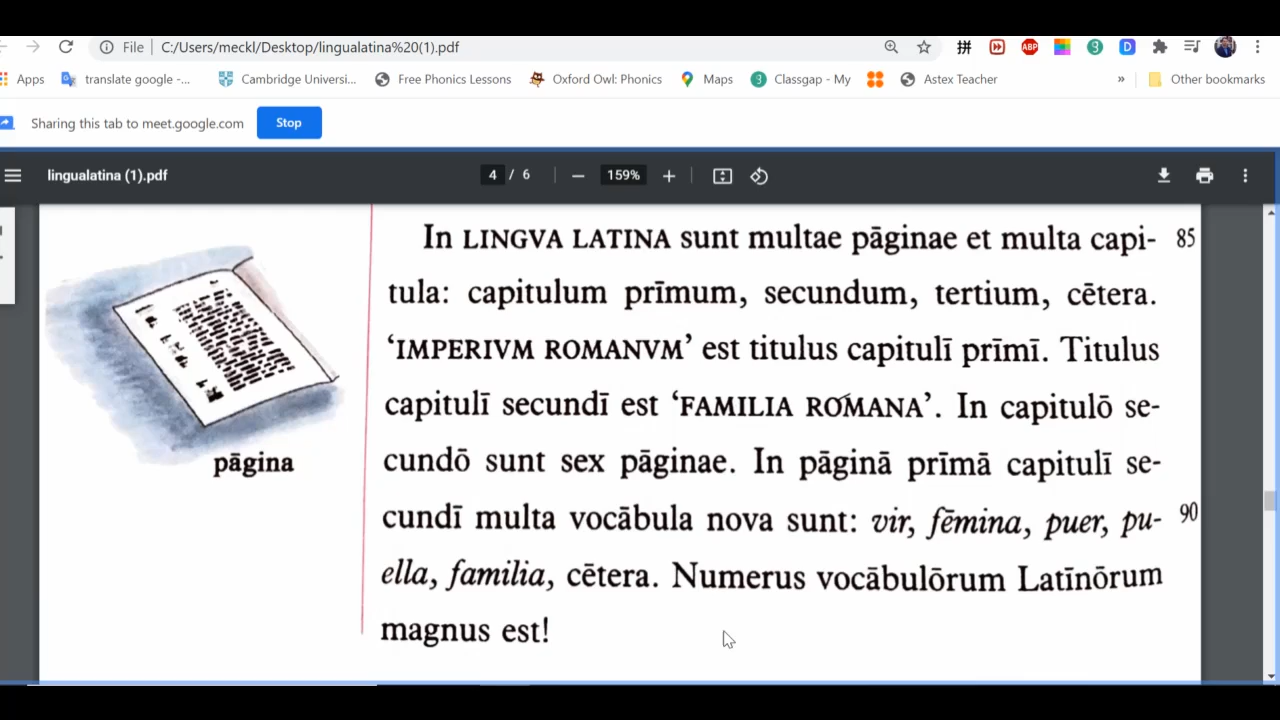 File | C:/Users/meckl/Desktop/lingualatina%20(1).pdf
ABP 3 D
Apps translate google -... Cambridge Universi... Free Phonics Lessons Oxford Owl: Phonics Maps 3 Classgap - My Astex Teacher » Other bookmarks
Sharing this tab to meet.google.com Stop
lingualatina (1).pdf 4 / 6 − 159% +
In LINGVA LATINA sunt multae pāginae et multa capi- 85
tula: capitulum prīmum, secundum, tertium, cētera.
‘IMPERIVM ROMANVM’ est titulus capitulī prīmī. Titulus
capitulī secundī est ‘FAMILIA ROMANA’. In capitulō se-
cundō sunt sex pāginae. In pāginā prīmā capitulī se-
cundī multa vocābula nova sunt: vir, fēmina, puer, pu- 90
ella, familia, cētera. Numerus vocābulōrum Latīnōrum
magnus est!
pāgina